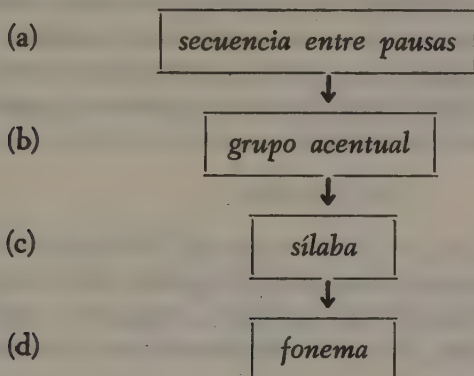 (a) secuencia entre pausas
(b) grupo acentual
(c) sílaba
(d) fonema